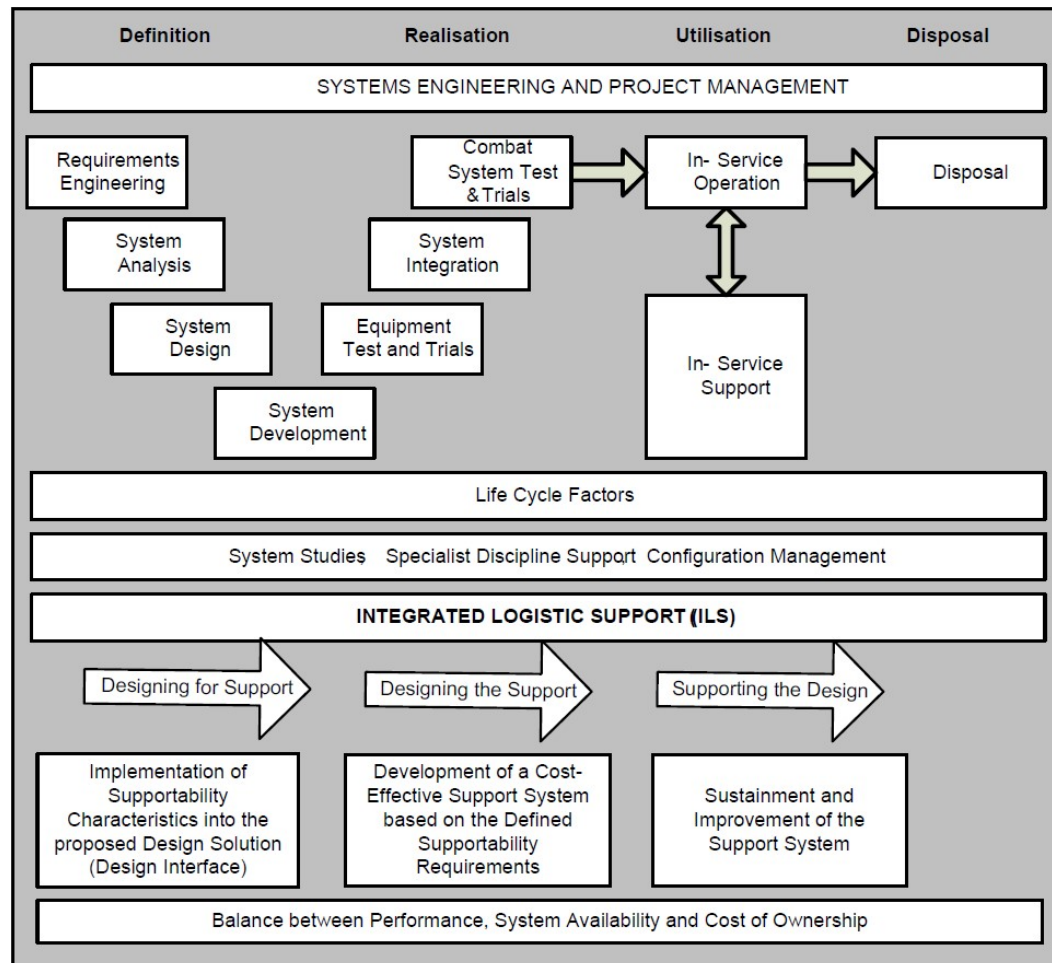 Definition Realisation Utilisation Disposal
SYSTEMS ENGINEERING AND PROJECT MANAGEMENT
Requirements
Engineering
Combat
System Test
& Trials
In- Service
Operation
Disposal
System
Analysis
System
Integration
System
Design
Equipment
Test and Trials
In- Service
Support
System
Development
Life Cycle Factors
System Studies Specialist Discipline Support, Configuration Management
INTEGRATED LOGISTIC SUPPORT (ILS)
Designing for Support
Designing the Support
Supporting the Design
Implementation of
Supportability
Characteristics into the
proposed Design Solution
(Design Interface)
Development of a Cost-
Effective Support System
based on the Defined
Supportability
Requirements
Sustainment and
Improvement of the
Support System
Balance between Performance, System Availability and Cost of Ownership